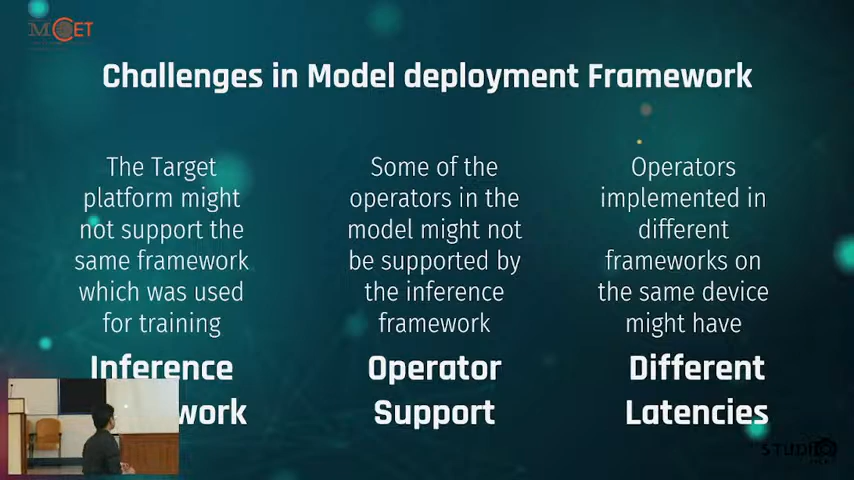 MCET
Challenges in Model deployment Framework
The Target
platform might
not support the
same framework
which was used
for training
Inference
work
Some of the
operators in the
model might not
be supported by
the inference
framework
Operator
Support
Operators
implemented in
different
frameworks on
the same device
might have
Different
Latencies
STUDIO